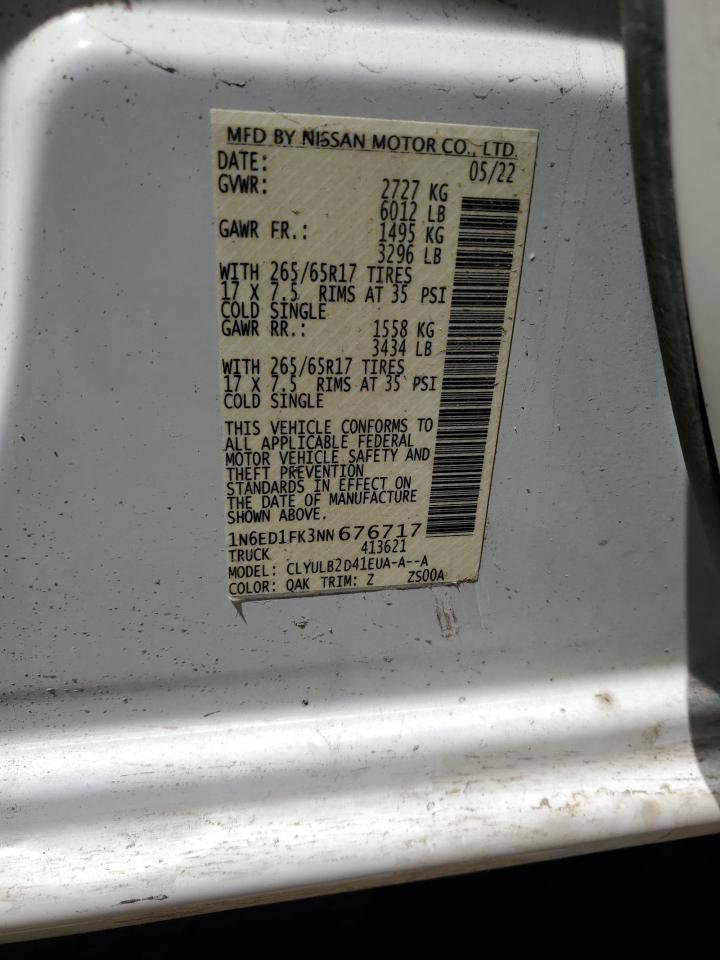 MFD BY NISSAN MOTOR CO., LTD.
DATE: 05/22
GVWR: 2727 KG
6012 LB
GAWR FR.: 1495 KG
3296 LB
WITH 265/65R17 TIRES
17 X 7.5 RIMS AT 35 PSI
COLD SINGLE
GAWR RR.: 1558 KG
3434 LB
WITH 265/65R17 TIRES
17 X 7.5 RIMS AT 35 PSI
COLD SINGLE
THIS VEHICLE CONFORMS TO
ALL APPLICABLE FEDERAL
MOTOR VEHICLE SAFETY AND
THEFT PREVENTION
STANDARDS IN EFFECT ON
THE DATE OF MANUFACTURE
SHOWN ABOVE.
1N6ED1FK3NN 676717
TRUCK 413621
MODEL: CLYULB2D41EUA-A--A
COLOR: QAK TRIM: Z ZS00A